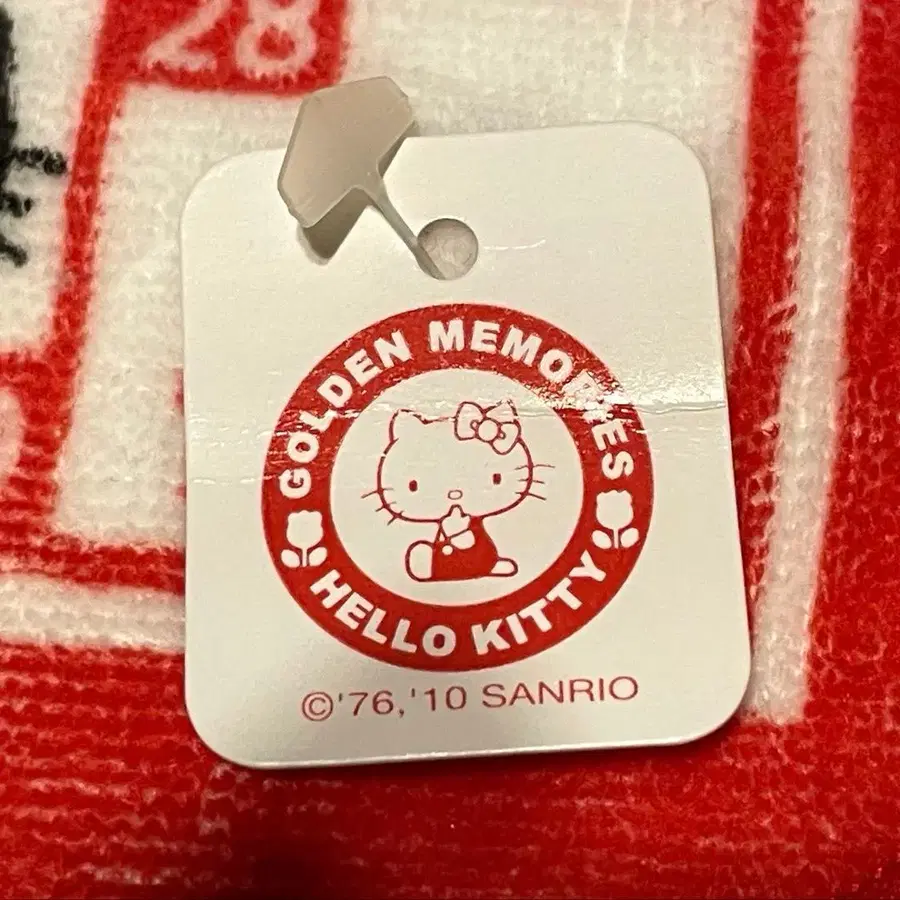 28
GOLDEN MEMORIES
HELLO KITTY
©'76,'10 SANRIO